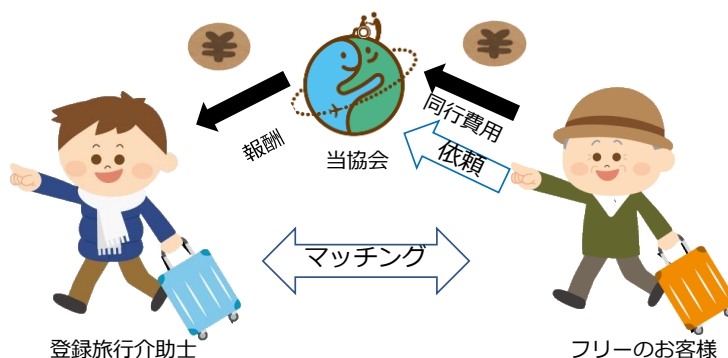 ¥
¥
同行費用
報酬
当協会
依頼
マッチング
登録旅行介助士
フリーのお客様